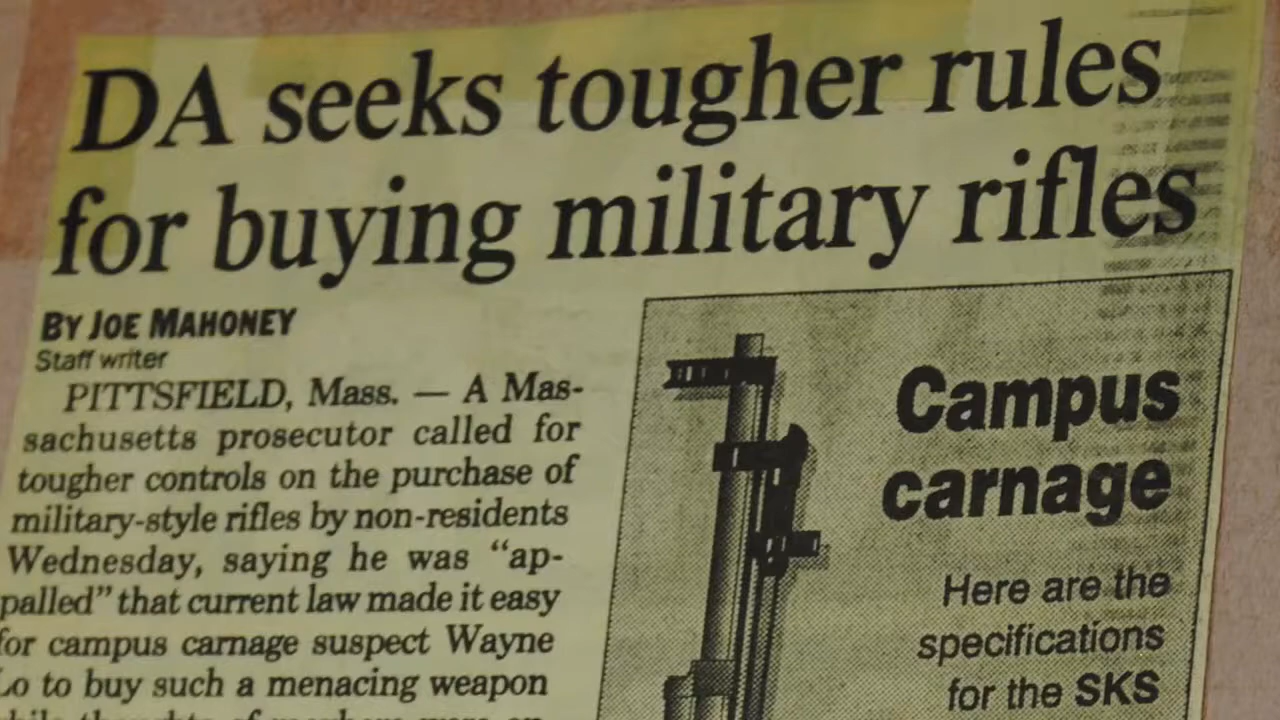 DA seeks tougher rules
for buying military rifles
BY JOE MAHONEY
Staff writer
PITTSFIELD, Mass. — A Mas-
sachusetts prosecutor called for
tougher controls on the purchase of
military-style rifles by non-residents
Wednesday, saying he was “ap-
palled” that current law made it easy
for campus carnage suspect Wayne
Lo to buy such a menacing weapon
Campus
carnage
Here are the
specifications
for the SKS